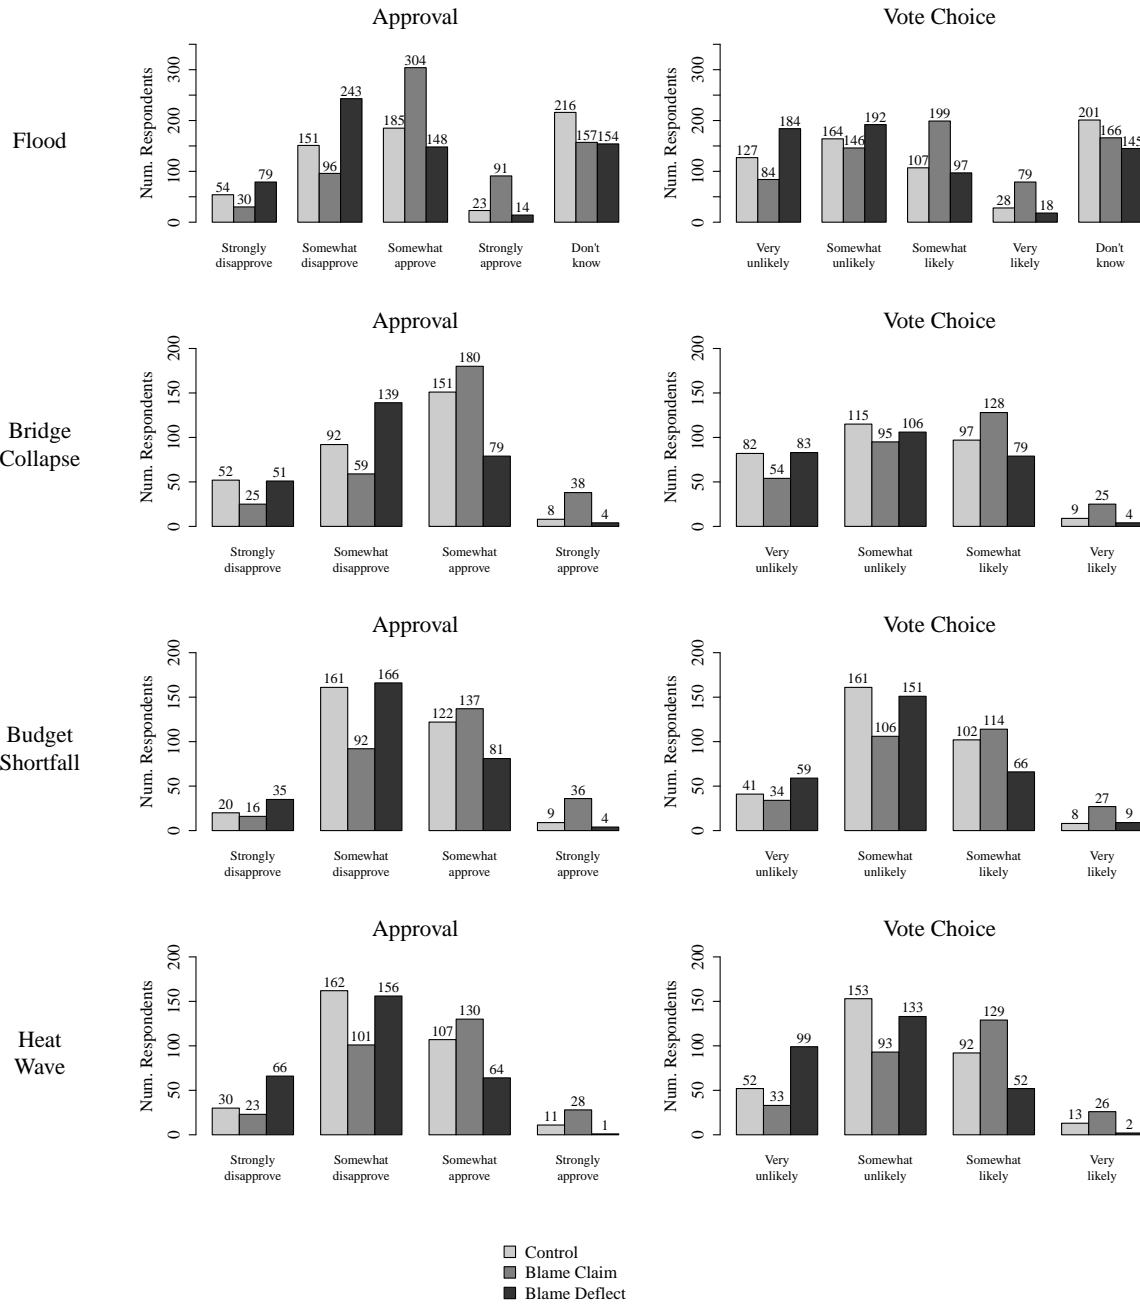 Approval
Vote Choice
Flood
Num. Respondents
0
100
200
300
54
30
79
151
96
243
185
304
148
23
91
14
216
157
154
Strongly disapprove
Somewhat disapprove
Somewhat approve
Strongly approve
Don't know
Num. Respondents
0
100
200
300
127
84
184
164
146
192
107
199
97
28
79
18
201
166
145
Very unlikely
Somewhat unlikely
Somewhat likely
Very likely
Don't know
Approval
Vote Choice
Bridge
Collapse
Num. Respondents
0
50
100
150
200
52
25
51
92
59
139
151
180
79
8
38
4
Strongly disapprove
Somewhat disapprove
Somewhat approve
Strongly approve
Num. Respondents
0
50
100
150
200
82
54
83
115
95
106
97
128
79
9
25
4
Very unlikely
Somewhat unlikely
Somewhat likely
Very likely
Approval
Vote Choice
Budget
Shortfall
Num. Respondents
0
50
100
150
200
20
16
35
161
92
166
122
137
81
9
36
4
Strongly disapprove
Somewhat disapprove
Somewhat approve
Strongly approve
Num. Respondents
0
50
100
150
200
41
34
59
161
106
151
102
114
66
8
27
9
Very unlikely
Somewhat unlikely
Somewhat likely
Very likely
Approval
Vote Choice
Heat
Wave
Num. Respondents
0
50
100
150
200
30
23
66
162
101
156
107
130
64
11
28
1
Strongly disapprove
Somewhat disapprove
Somewhat approve
Strongly approve
Num. Respondents
0
50
100
150
200
52
33
99
153
93
133
92
129
52
13
26
2
Very unlikely
Somewhat unlikely
Somewhat likely
Very likely
Control
Blame Claim
Blame Deflect